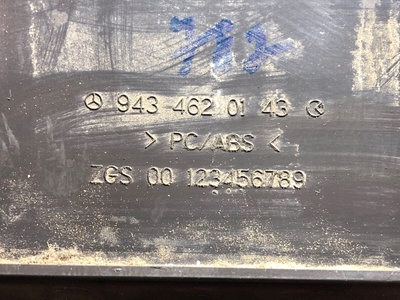 943 462 01 43
> PC/ABS <
ZGS 00 123456789